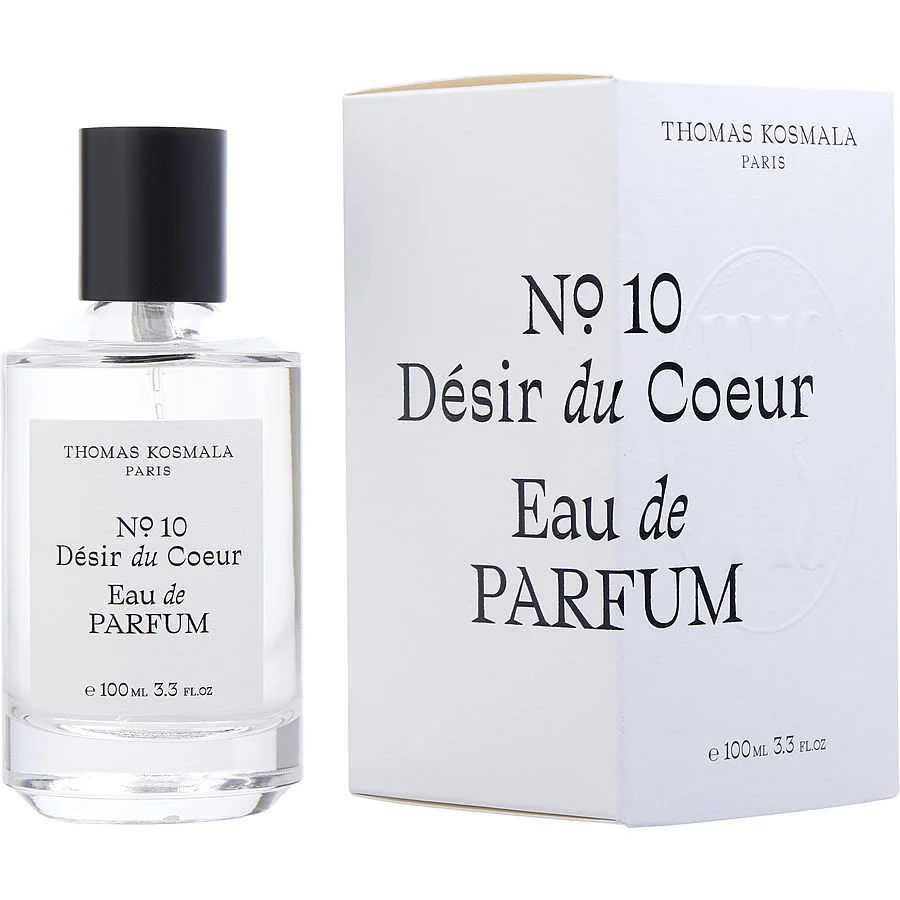 THOMAS KOSMALA
PARIS
Nº 10
Désir du Coeur
Eau de
PARFUM
e 100ML 3.3 FL.OZ
THOMAS KOSMALA
PARIS
Nº 10
Désir du Coeur
Eau de
PARFUM
e 100ML 3.3 FL.OZ